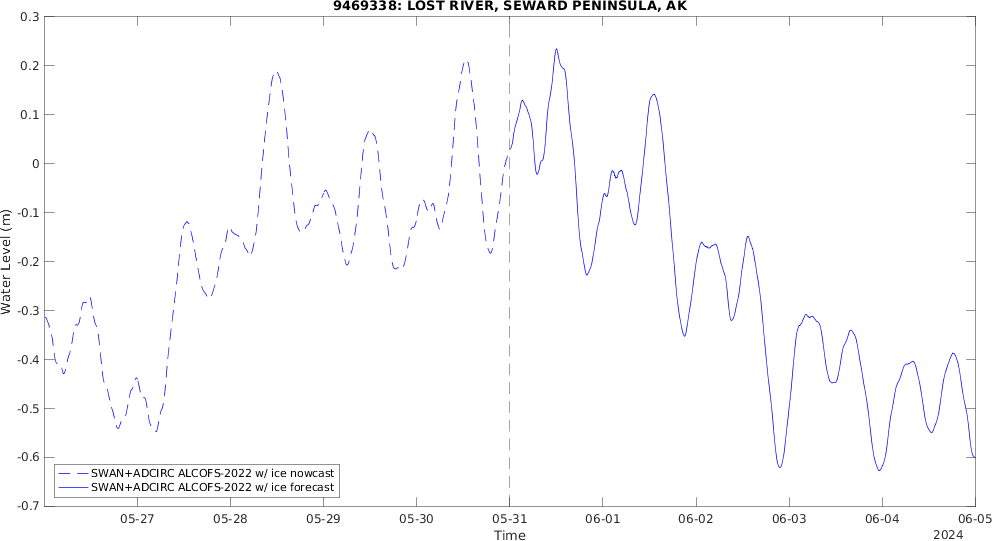 9469338: LOST RIVER, SEWARD PENINSULA, AK
0.3
0.2
0.1
0
-0.1
-0.2
-0.3
-0.4
-0.5
-0.6
-0.7
Water Level (m)
SWAN+ADCIRC ALCOFS-2022 w/ ice nowcast
SWAN+ADCIRC ALCOFS-2022 w/ ice forecast
05-27 05-28 05-29 05-30 05-31 06-01 06-02 06-03 06-04 06-05
Time
2024